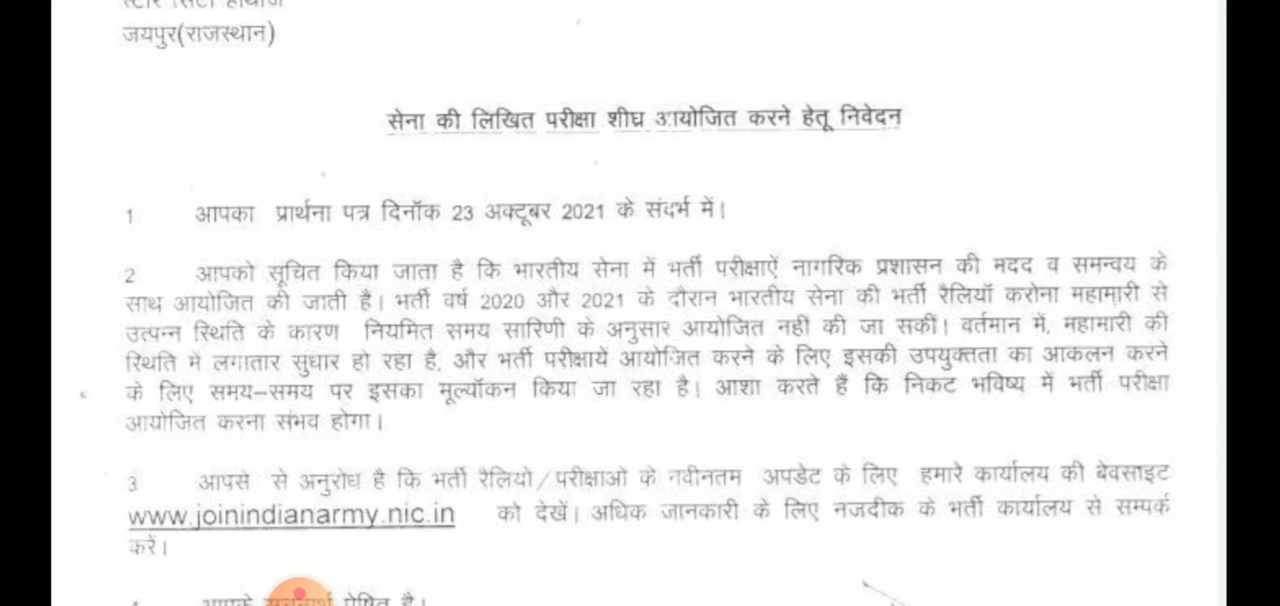 स्टार सिटी
जयपुर(राजस्थान)
सेना की लिखित परीक्षा शीघ्र आयोजित करने हेतू निवेदन
1 आपका प्रार्थना पत्र दिनॉक 23 अक्टूबर 2021 के संदर्भ में।
2 आपको सूचित किया जाता है कि भारतीय सेना में भर्ती परीक्षाऐं नागरिक प्रशासन की मदद व समन्वय के
साथ आयोजित की जाती है। भर्ती वर्ष 2020 और 2021 के दौरान भारतीय सेना की भर्ती रैलियॉ करोना महामारी से
उत्पन्न स्थिति के कारण नियमित समय सारिणी के अनुसार आयोजित नहीं की जा सकीं। वर्तमान में, महामारी की
स्थिति में लगातार सुधार हो रहा है, और भर्ती परीक्षायें आयोजित करने के लिए इसकी उपयुक्तता का आकलन करने
के लिए समय–समय पर इसका मूल्यॉकन किया जा रहा है। आशा करते हैं कि निकट भविष्य में भर्ती परीक्षा
आयोजित करना संभव होगा।
3 आपसे से अनुरोध है कि भर्ती रैलियो/परीक्षाओ के नवीनतम अपडेट के लिए हमारे कार्यालय की बेवसाइट
www.joinindianarmy.nic.in को देखें। अधिक जानकारी के लिए नजदीक के भर्ती कार्यालय से सम्पर्क
करें।
4 आपके सूचनार्थ प्रेषित है।